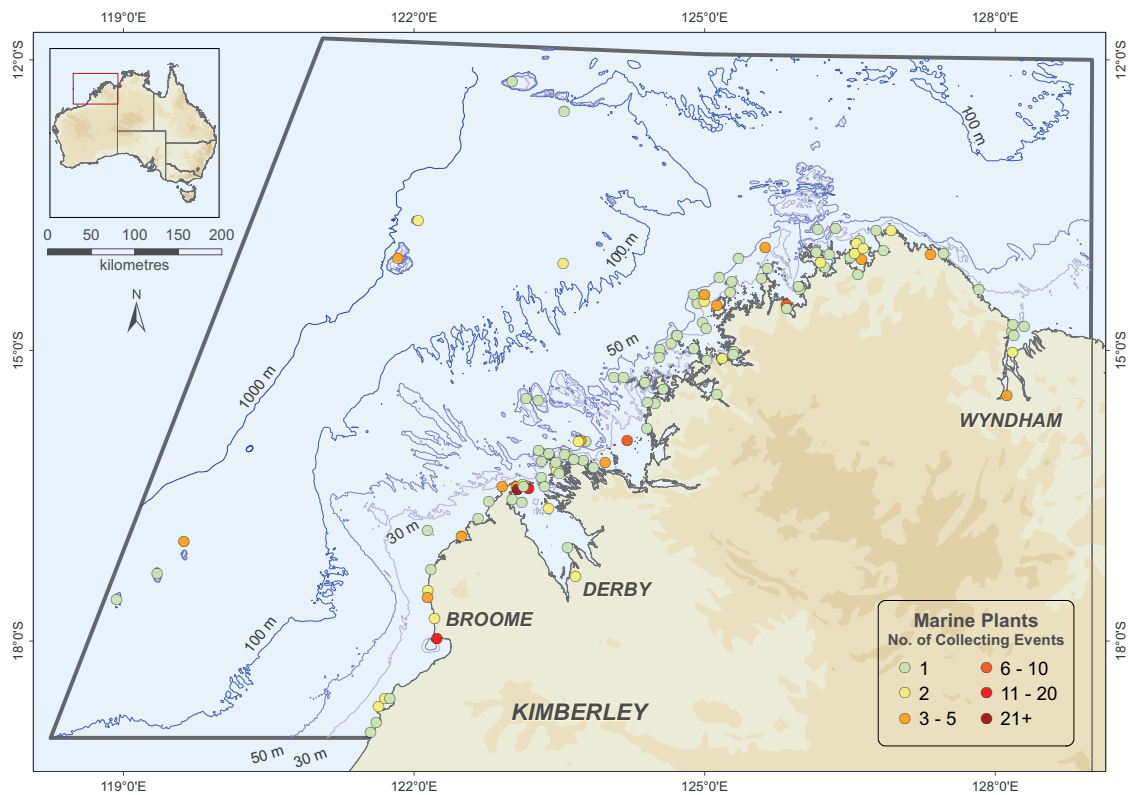 119°0'E 122°0'E 125°0'E 128°0'E
12°0'S
12°0'S
0 50 100 150 200
kilometres
N
100 m
100 m
1000 m
50 m
15°0'S
15°0'S
WYNDHAM
30 m
DERBY
BROOME
100 m
18°0'S
18°0'S
KIMBERLEY
50 m
30 m
Marine Plants
No. of Collecting Events
1
2
3 - 5
6 - 10
11 - 20
21+
119°0'E 122°0'E 125°0'E 128°0'E